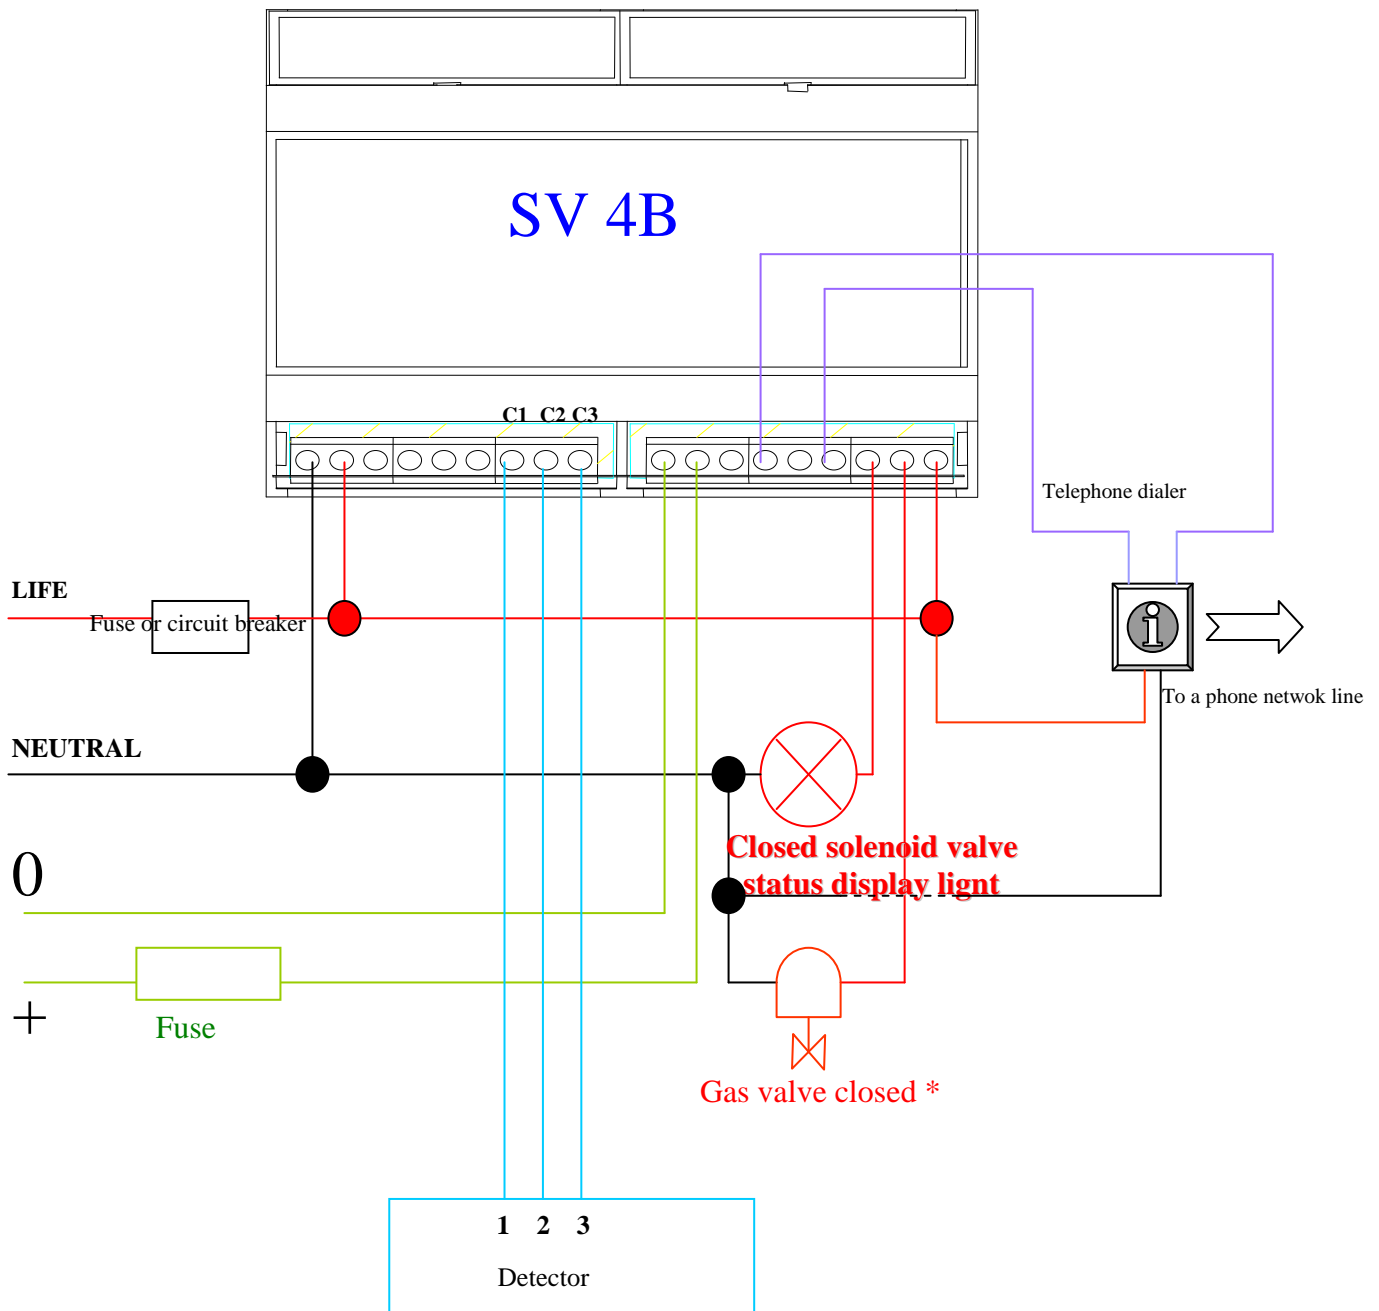 SV 4B
C1 C2 C3
Telephone dialer
LIFE
Fuse or circuit breaker
To a phone netwok line
NEUTRAL
Closed solenoid valve
status display lignt
0
+
Fuse
Gas valve closed *
1 2 3
Detector